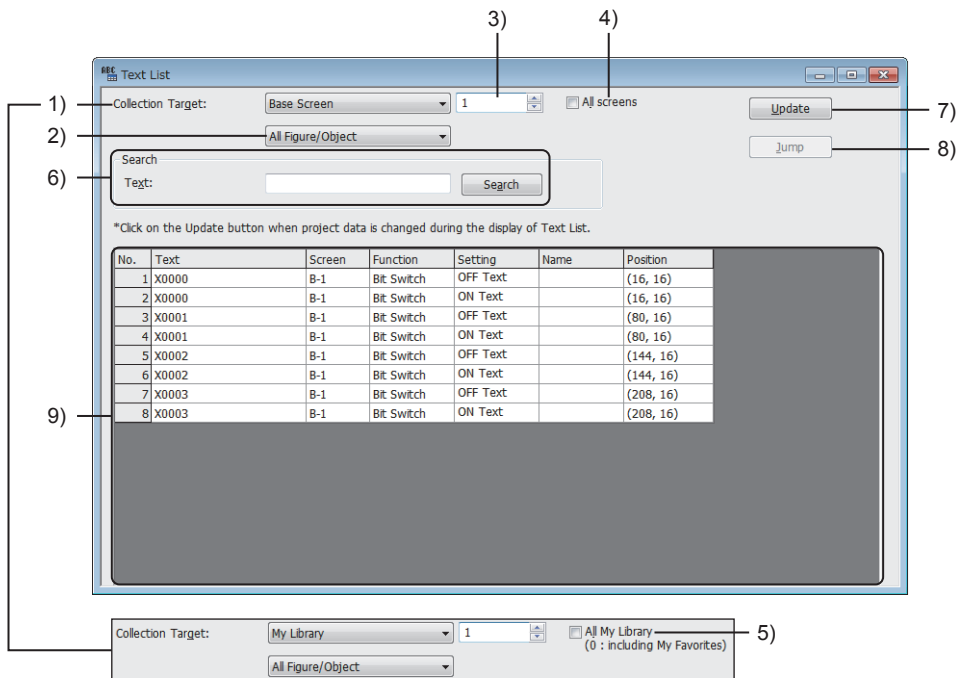 3)
4)
ABC Text List
1)
Collection Target:
Base Screen
1
All screens
Update
7)
2)
All Figure/Object
Jump
8)
Search
6)
Text:
Search
*Click on the Update button when project data is changed during the display of Text List.
No. Text Screen Function Setting Name Position
1 X0000 B-1 Bit Switch OFF Text (16, 16)
2 X0000 B-1 Bit Switch ON Text (16, 16)
3 X0001 B-1 Bit Switch OFF Text (80, 16)
4 X0001 B-1 Bit Switch ON Text (80, 16)
5 X0002 B-1 Bit Switch OFF Text (144, 16)
6 X0002 B-1 Bit Switch ON Text (144, 16)
7 X0003 B-1 Bit Switch OFF Text (208, 16)
8 X0003 B-1 Bit Switch ON Text (208, 16)
9)
Collection Target:
My Library
1
All My Library
(0 : including My Favorites)
5)
All Figure/Object